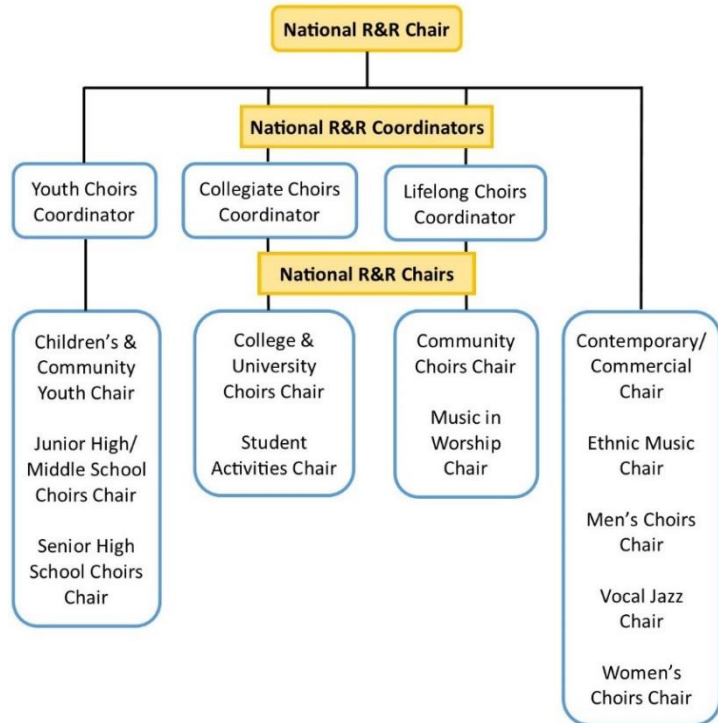 National R&R Chair
National R&R Coordinators
Youth Choirs
Coordinator
Collegiate Choirs
Coordinator
Lifelong Choirs
Coordinator
National R&R Chairs
Children's &
Community
Youth Chair
Junior High/
Middle School
Choirs Chair
Senior High
School Choirs
Chair
College &
University
Choirs Chair
Student
Activities Chair
Community
Choirs Chair
Music in
Worship
Chair
Contemporary/
Commercial
Chair
Ethnic Music
Chair
Men's Choirs
Chair
Vocal Jazz
Chair
Women's
Choirs Chair